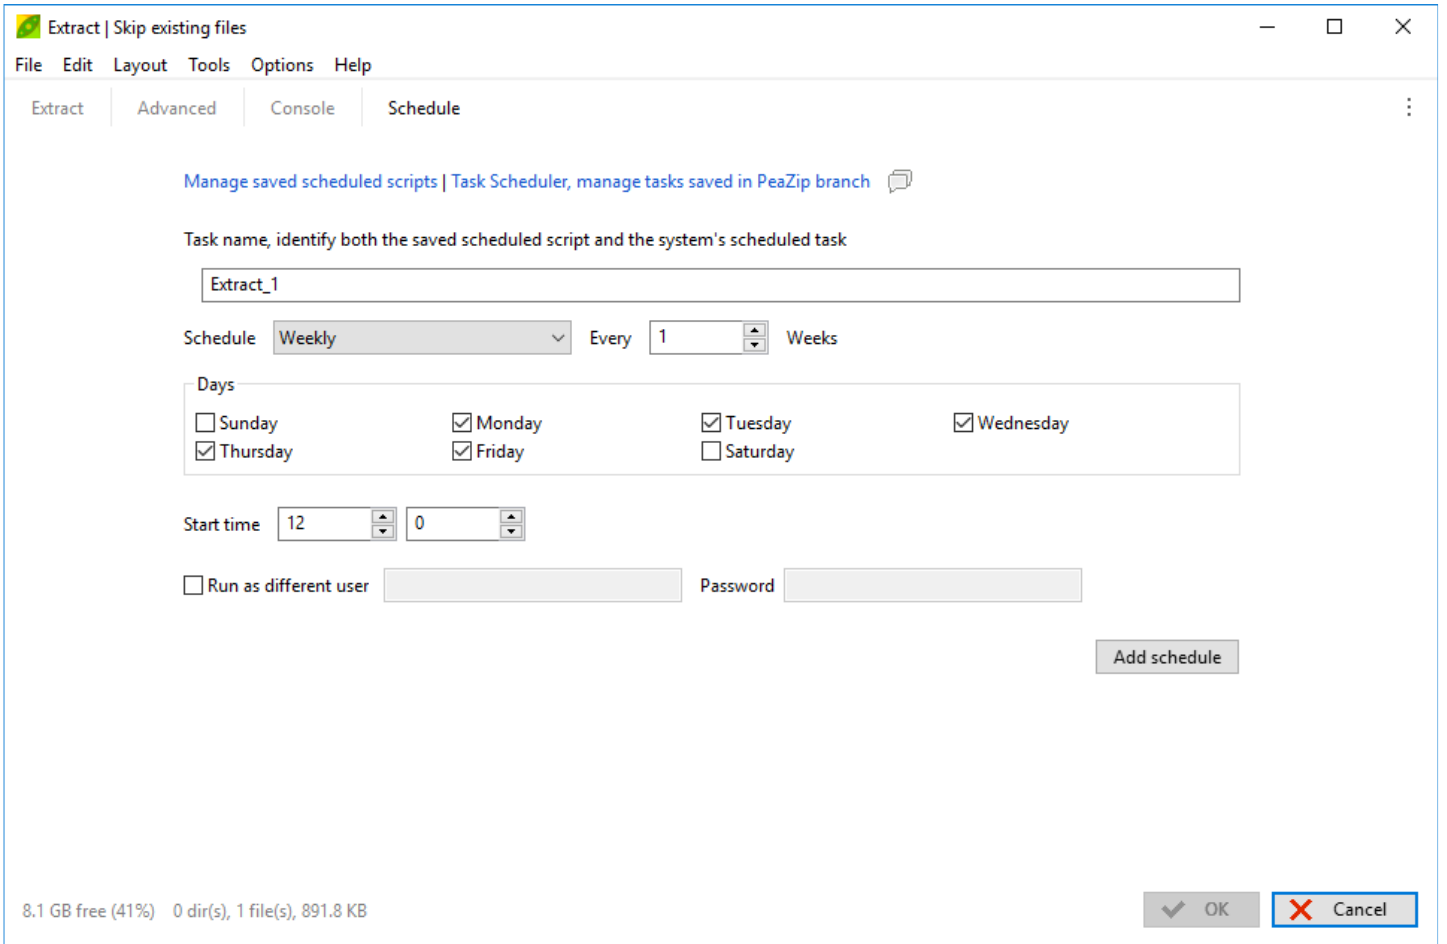 Extract | Skip existing files
File Edit Layout Tools Options Help
Extract Advanced Console Schedule
Manage saved scheduled scripts | Task Scheduler, manage tasks saved in PeaZip branch
Task name, identify both the saved scheduled script and the system's scheduled task
Extract_1
Schedule Weekly Every 1 Weeks
Days
Sunday Monday Tuesday Wednesday
Thursday Friday Saturday
Start time 12 0
Run as different user Password
Add schedule
8.1 GB free (41%) 0 dir(s), 1 file(s), 891.8 KB OK Cancel